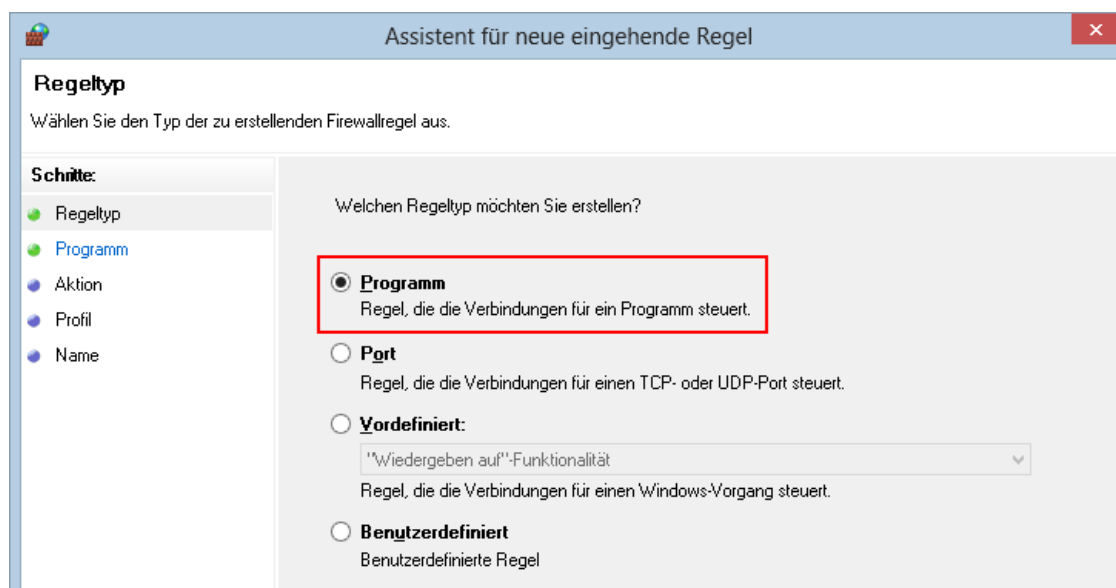 Assistent für neue eingehende Regel
Regeltyp
Wählen Sie den Typ der zu erstellenden Firewallregel aus.
Schritte:
Regeltyp
Programm
Aktion
Profil
Name
Welchen Regeltyp möchten Sie erstellen?
Programm
Regel, die die Verbindungen für ein Programm steuert.
Port
Regel, die die Verbindungen für einen TCP- oder UDP-Port steuert.
Vordefiniert:
"Wiedergeben auf"-Funktionalität
Regel, die die Verbindungen für einen Windows-Vorgang steuert.
Benutzerdefiniert
Benutzerdefinierte Regel